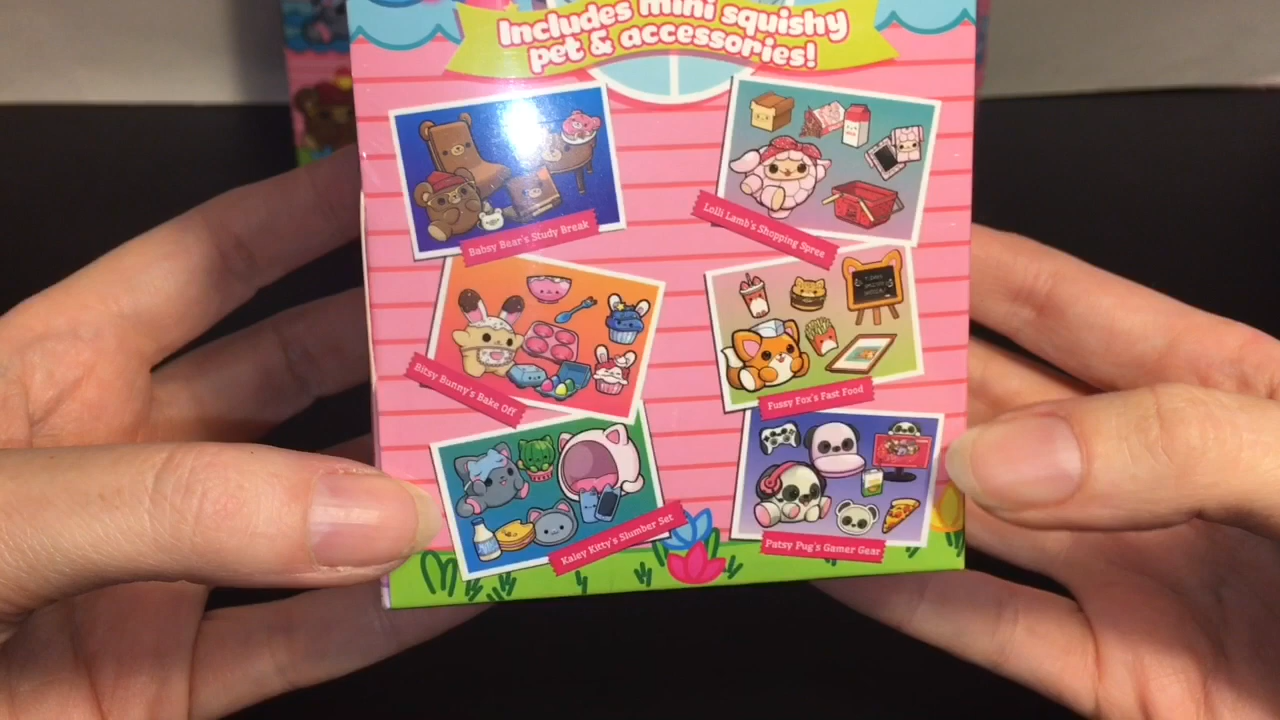 Includes mini squishy
pet & accessories!
Babsy Bear's Study Break
Lolli Lamb's Shopping Spree
Bitsy Bunny's Bake Off
Fussy Fox's Fast Food
Kaley Kitty's Slumber Set
Patsy Pug's Gamer Gear